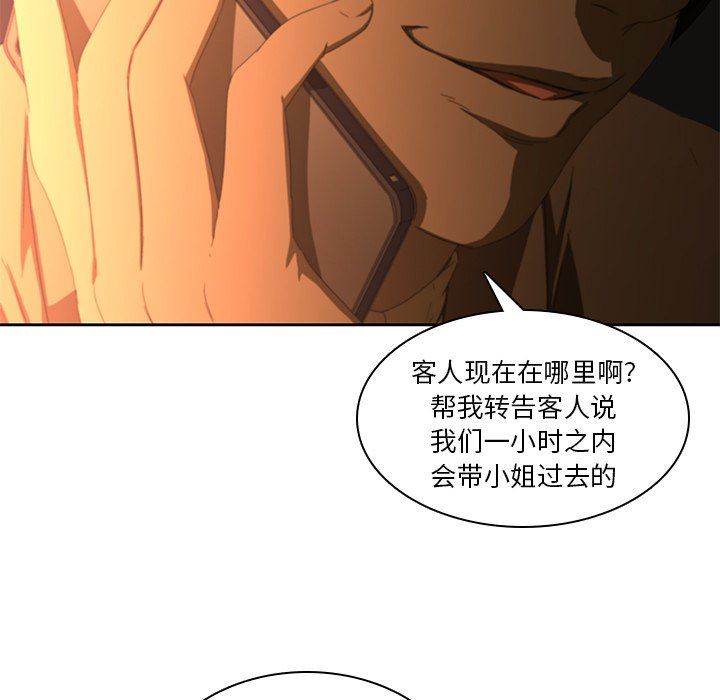 客人现在在哪里啊?
帮我转告客人说
我们一小时之内
会带小姐过去的